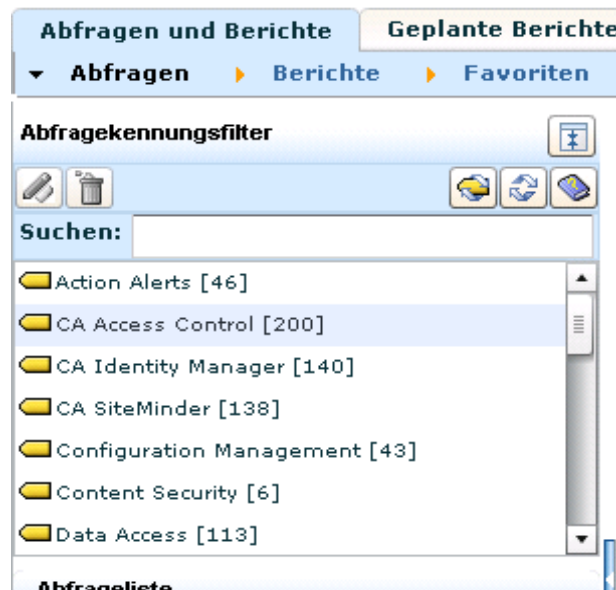 Abfragen und Berichte Geplante Berichte
Abfragen Berichte Favoriten
Abfragekennungsfilter
Suchen:
Action Alerts [46]
CA Access Control [200]
CA Identity Manager [140]
CA SiteMinder [138]
Configuration Management [43]
Content Security [6]
Data Access [113]
Abfrageliste